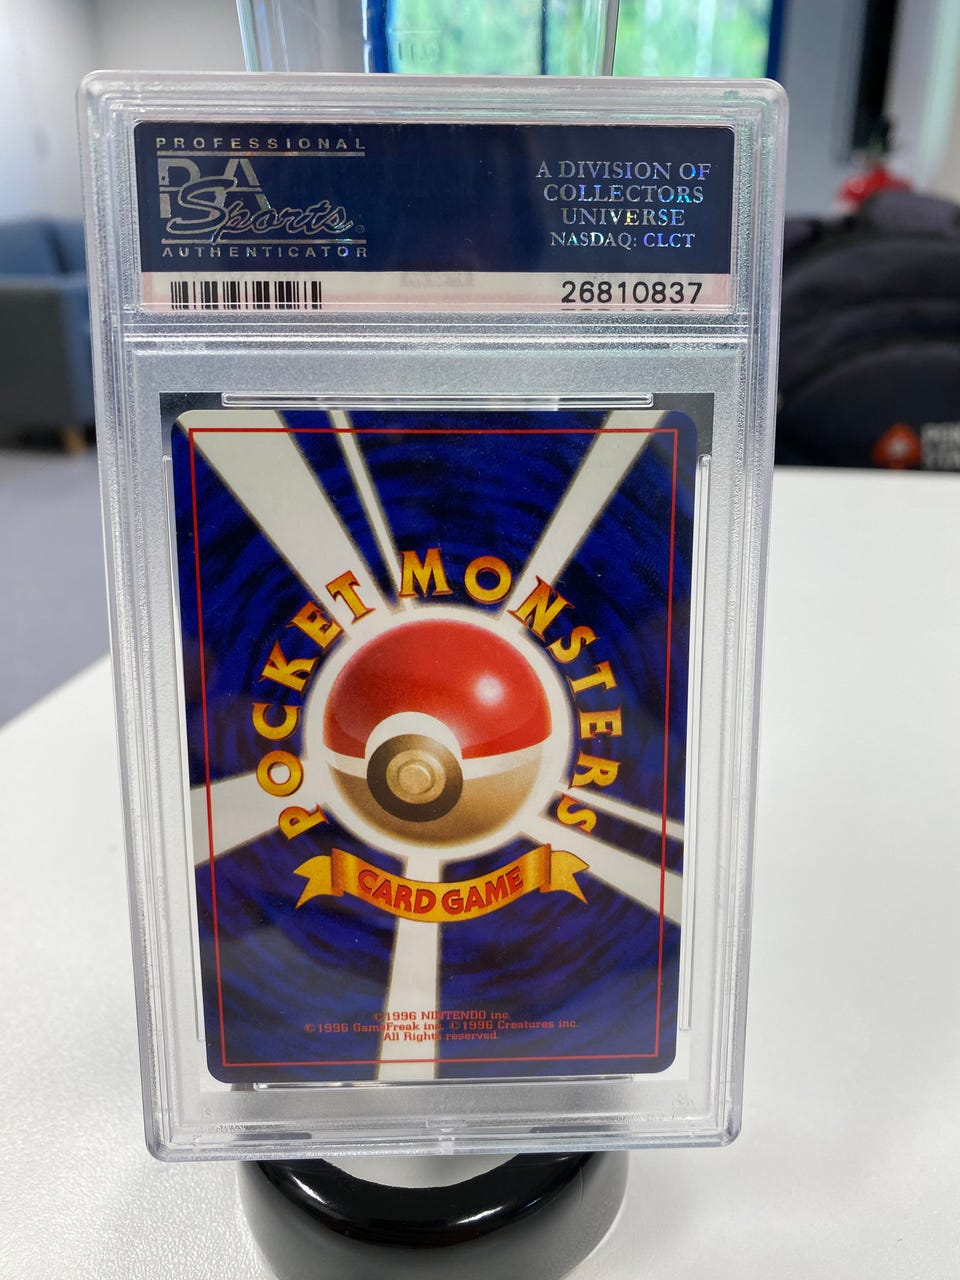 PROFESSIONAL
Sports
AUTHENTICATOR
A DIVISION OF
COLLECTORS
UNIVERSE
NASDAQ: CLCT
26810837
POCKET MONSTERS
CARD GAME
©1996 NINTENDO inc.
©1996 GameFreak inc. ©1996 Creatures inc.
All Rights reserved.